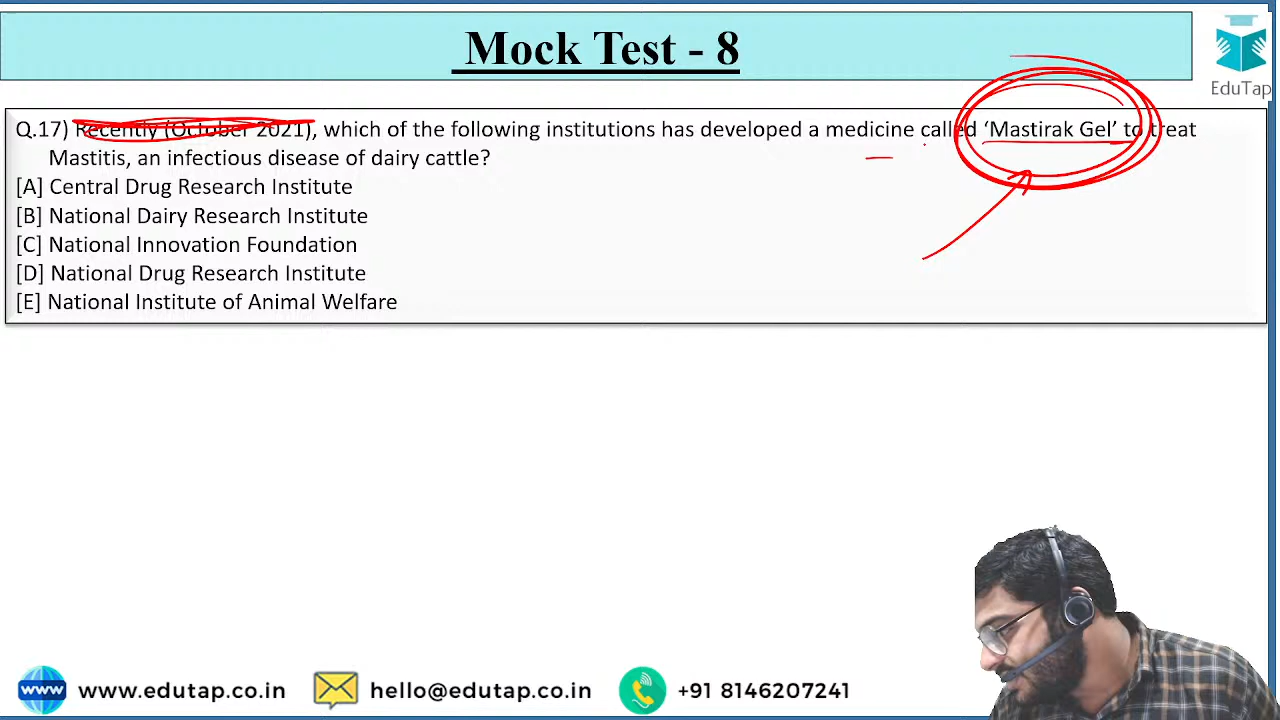 Mock Test - 8
EduTap
Q.17) Recently (October 2021), which of the following institutions has developed a medicine called ‘Mastirak Gel’ to treat
Mastitis, an infectious disease of dairy cattle?
[A] Central Drug Research Institute
[B] National Dairy Research Institute
[C] National Innovation Foundation
[D] National Drug Research Institute
[E] National Institute of Animal Welfare
www www.edutap.co.in hello@edutap.co.in +91 8146207241